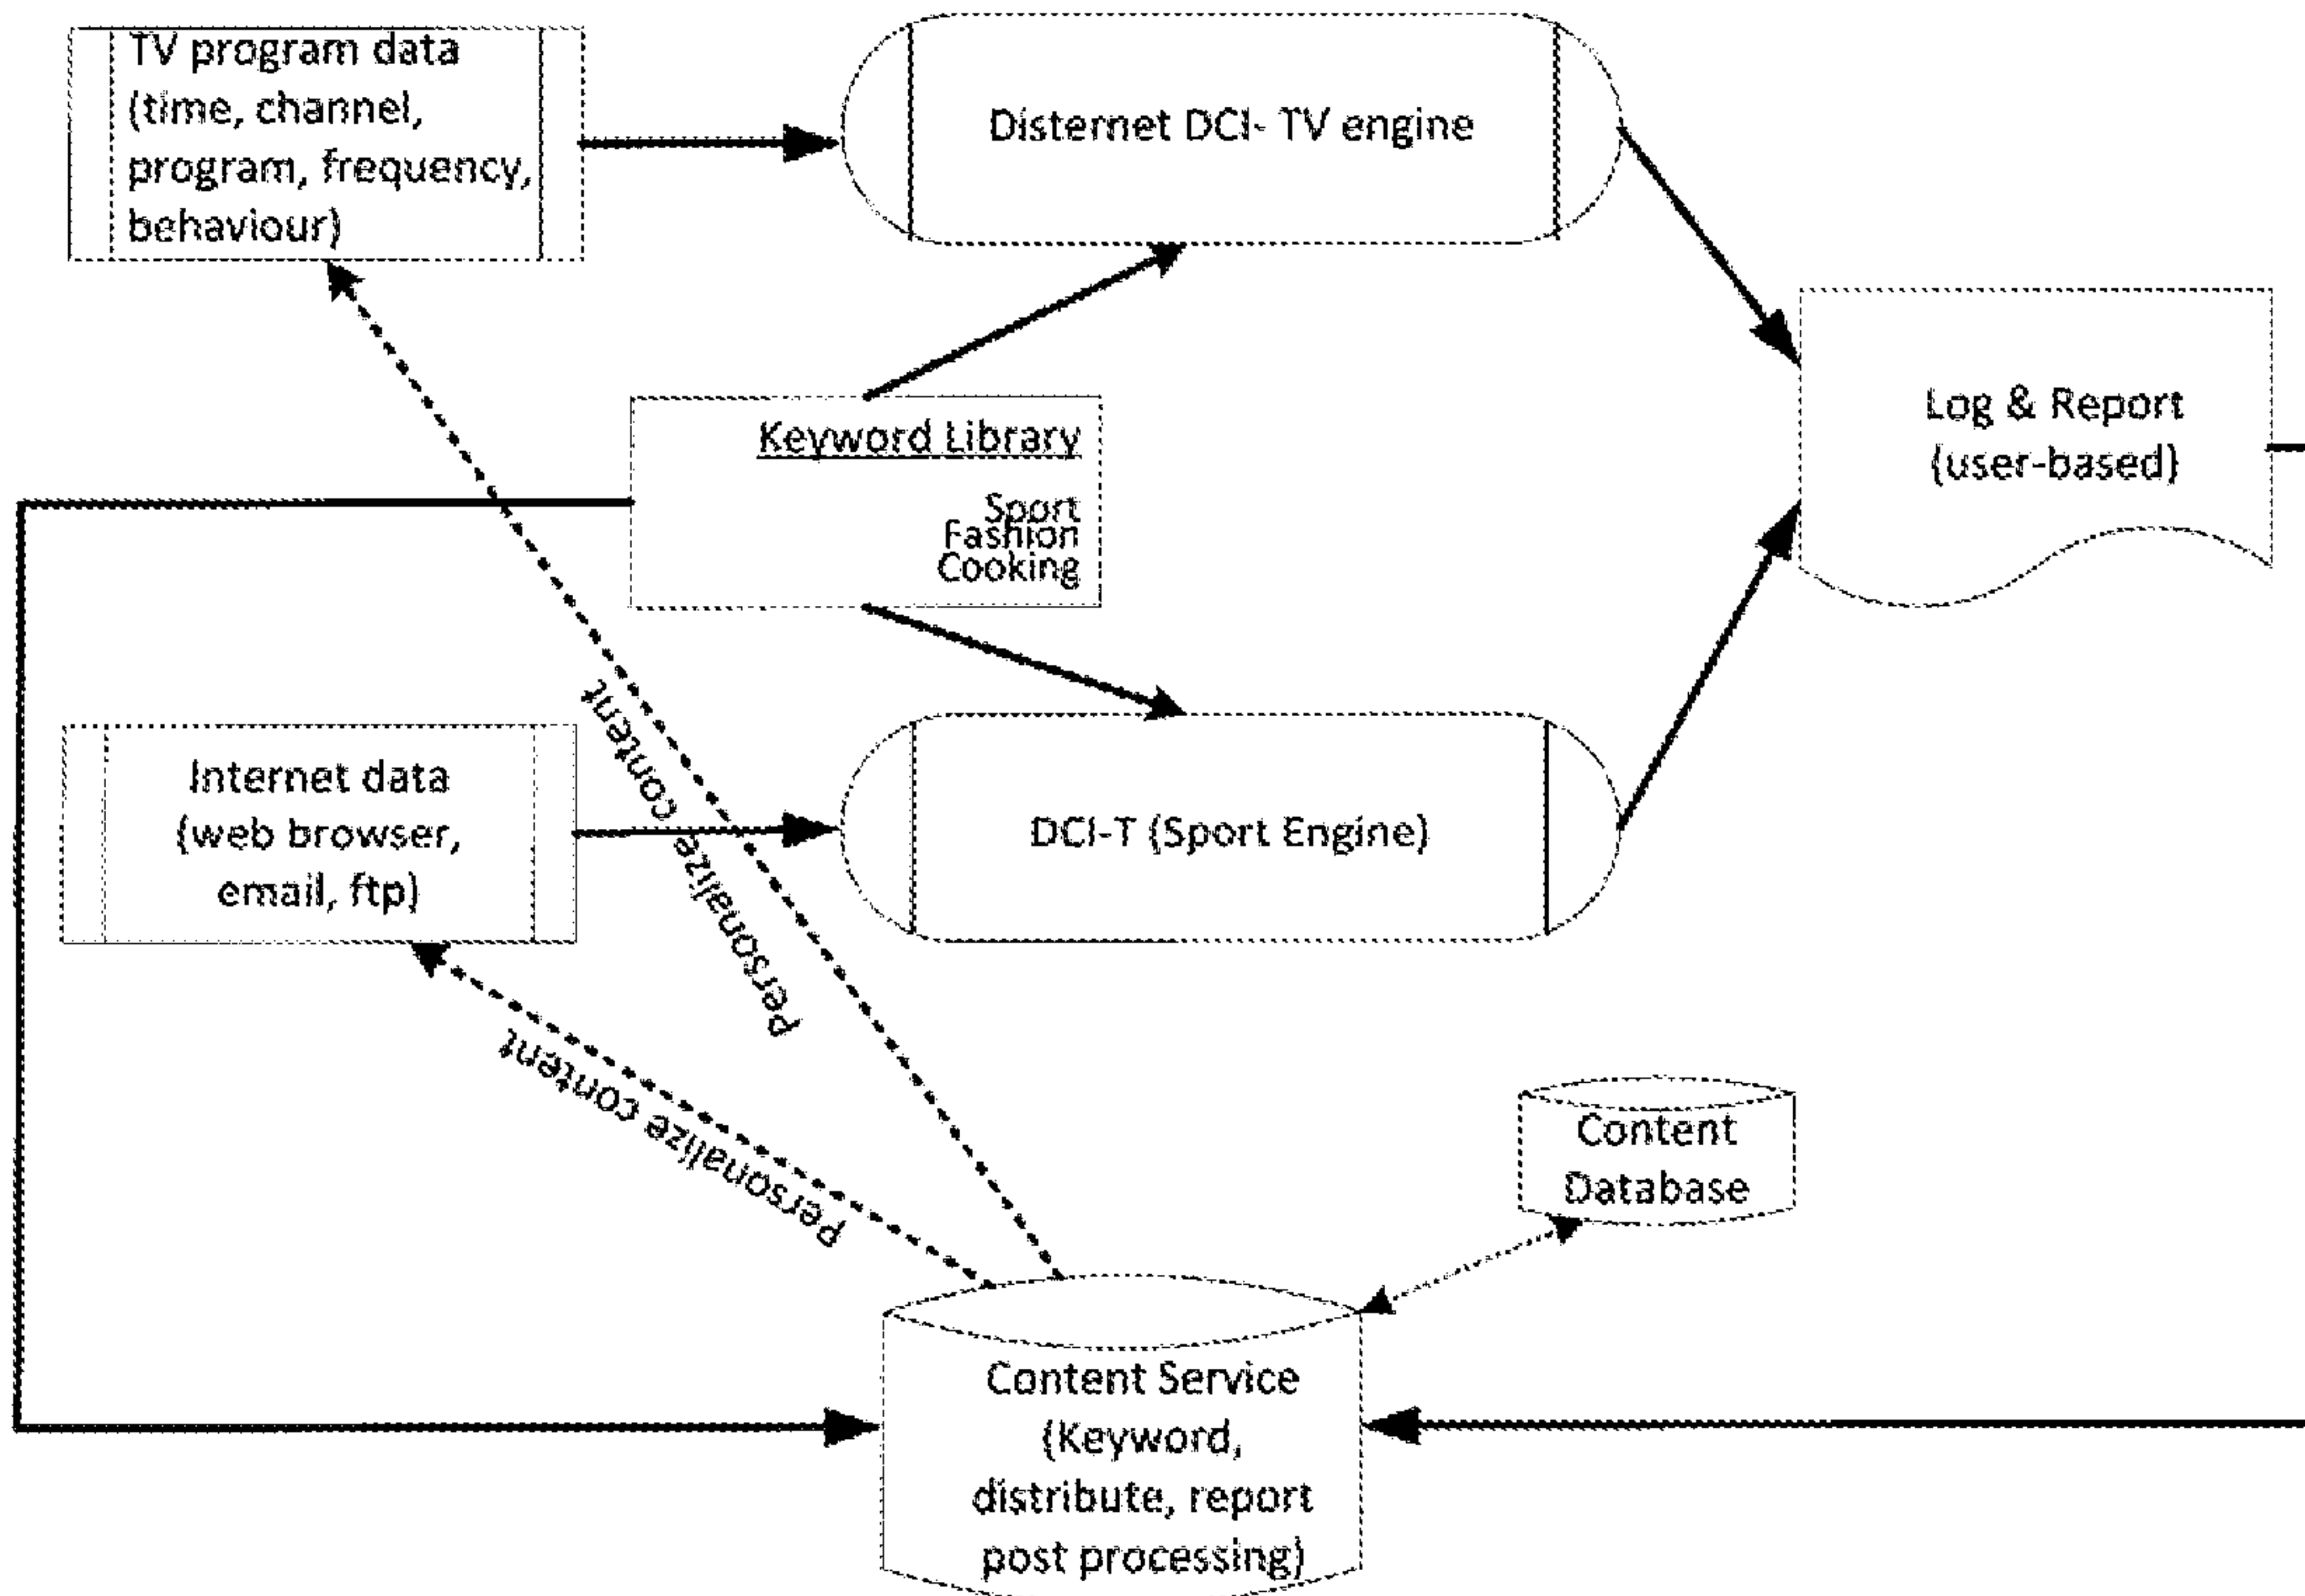 TV program data
(time, channel,
program, frequency,
behaviour)
Disternet DCI- TV engine
Keyword Library
Sport
Fashion
Cooking
Log & Report
(user-based)
Personalize content
Internet data
(web browser,
email, ftp)
DCI-T (Sport Engine)
Personalize content
Content
Database
Content Service
(Keyword,
distribute, report
post processing)